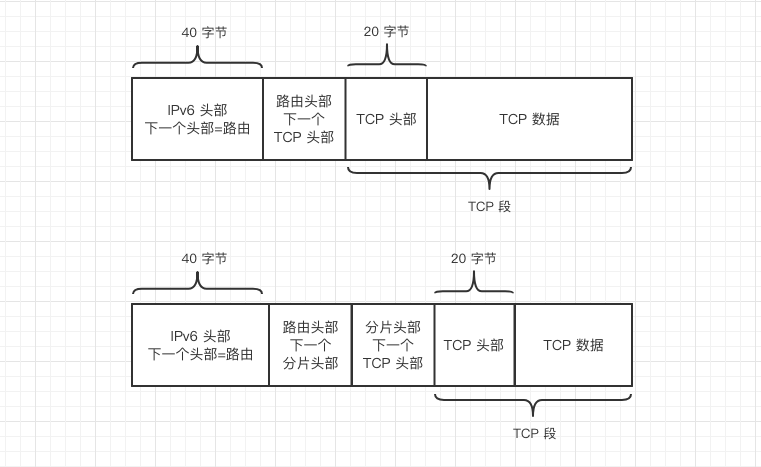 40 字节
20 字节
IPv6 头部
下一个头部=路由
路由头部
下一个
TCP 头部
TCP 头部
TCP 数据
TCP 段
40 字节
20 字节
IPv6 头部
下一个头部=路由
路由头部
下一个
分片头部
分片头部
下一个
TCP 头部
TCP 头部
TCP 数据
TCP 段